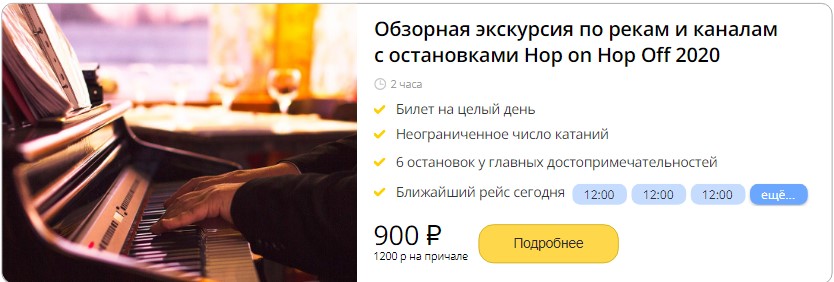 Обзорная экскурсия по рекам и каналам
с остановками Hop on Hop Off 2020
2 часа
Билет на целый день
Неограниченное число катаний
6 остановок у главных достопримечательностей
Ближайший рейс сегодня 12:00 12:00 12:00 ещё...
900 ₽
1200 р на причале
Подробнее